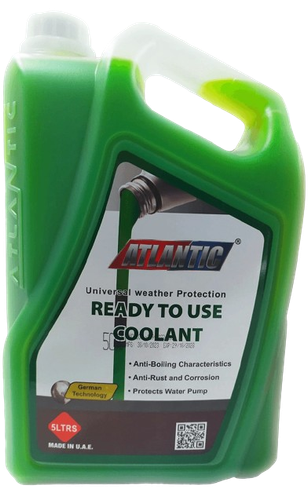 ATLANTIC
ATLANTIC®
Universal weather Protection
READY TO USE
COOLANT
• Anti-Boiling Characteristics
• Anti-Rust and Corrosion
• Protects Water Pump
German
Technology
5LTRS
MADE IN U.A.E.